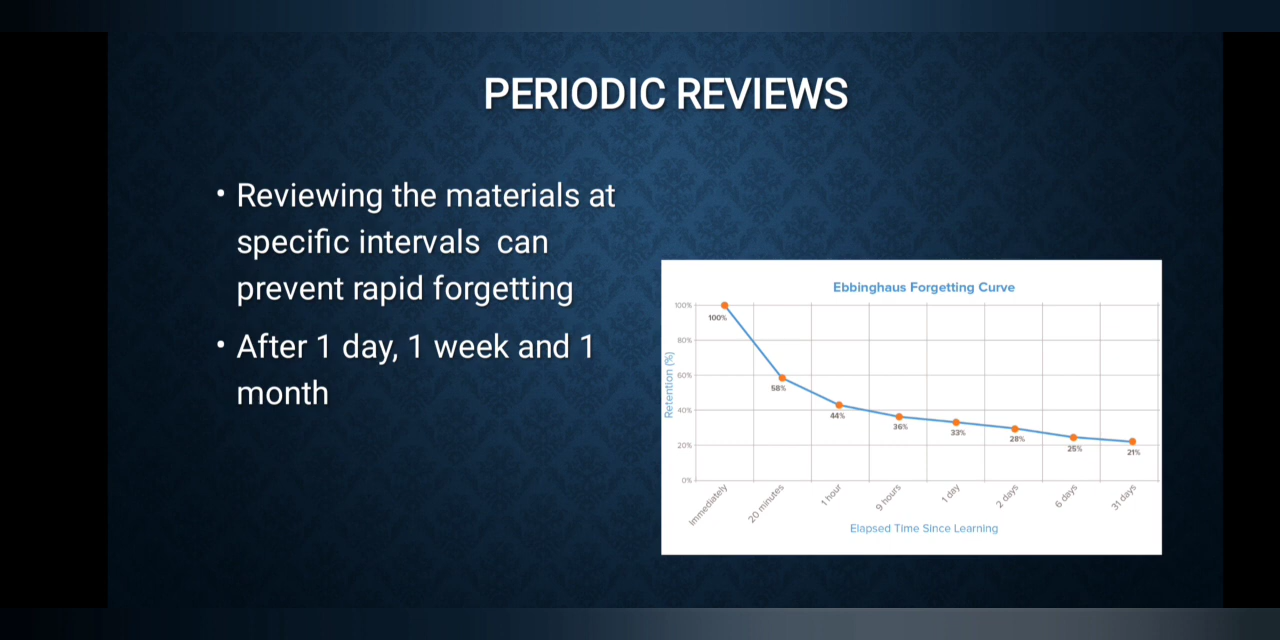 PERIODIC REVIEWS
• Reviewing the materials at
specific intervals can
prevent rapid forgetting
• After 1 day, 1 week and 1
month
Ebbinghaus Forgetting Curve
Retention (%)
100%
80%
60%
40%
20%
0%
100%
58%
44%
36%
33%
28%
25%
21%
Immediately
20 minutes
1 hour
9 hours
1 day
2 days
6 days
31 days
Elapsed Time Since Learning